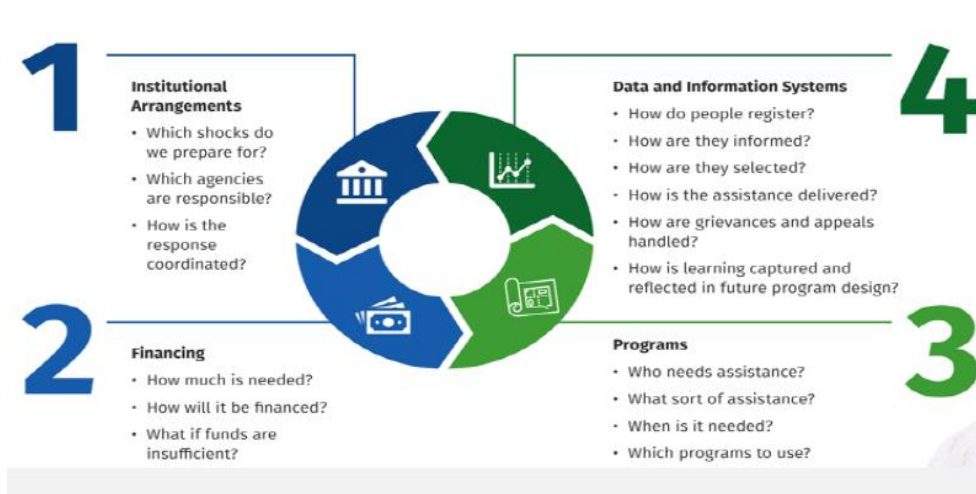 1
Institutional
Arrangements
• Which shocks do
we prepare for?
• Which agencies
are responsible?
• How is the
response
coordinated?
2
Financing
• How much is needed?
• How will it be financed?
• What if funds are
insufficient?
4
Data and Information Systems
• How do people register?
• How are they informed?
• How are they selected?
• How is the assistance delivered?
• How are grievances and appeals
handled?
• How is learning captured and
reflected in future program design?
3
Programs
• Who needs assistance?
• What sort of assistance?
• When is it needed?
• Which programs to use?